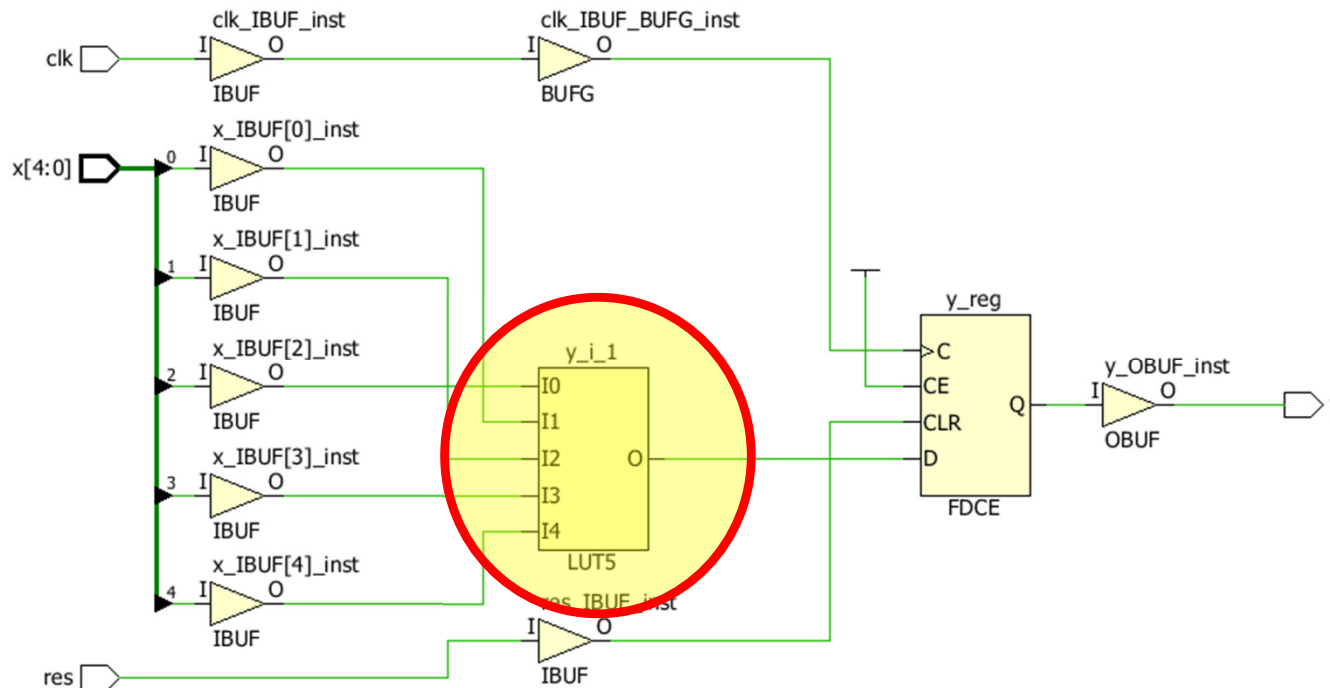 clk_IBUF_inst
clk_IBUF_BUFG_inst
clk
I
O
IBUF
I
O
BUFG
x_IBUF[0]_inst
x[4:0]
0
I
O
IBUF
x_IBUF[1]_inst
1
I
O
IBUF
x_IBUF[2]_inst
2
I
O
IBUF
x_IBUF[3]_inst
3
I
O
IBUF
x_IBUF[4]_inst
4
I
O
IBUF
y_i_1
I0
I1
I2
I3
I4
O
LUT5
res_IBUF_inst
res
I
O
IBUF
y_reg
C
CE
CLR
D
Q
FDCE
y_OBUF_inst
I
O
OBUF